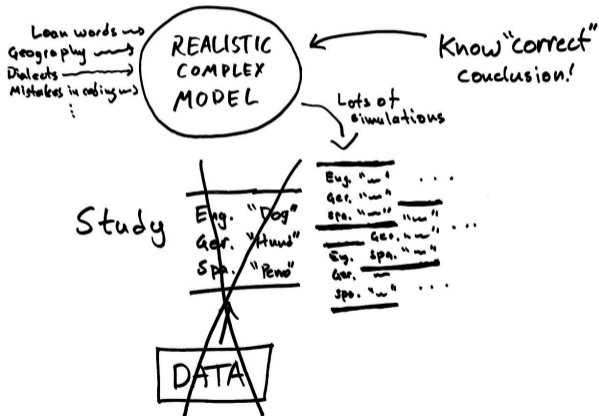 Loan words
Geography
Dialects
Mistakes in coding
REALISTIC
COMPLEX
MODEL
Know "correct"
conclusion!
Lots of
simulations
Study
Eng. "Dog"
Ger. "Hund"
Spa. "Perro"
Eng. "~"
Ger. "~"
Spa. "~"
"~"
Ger. "~"
Spa. "~"
Ey.
Ger.
Spa. "~"
DATA